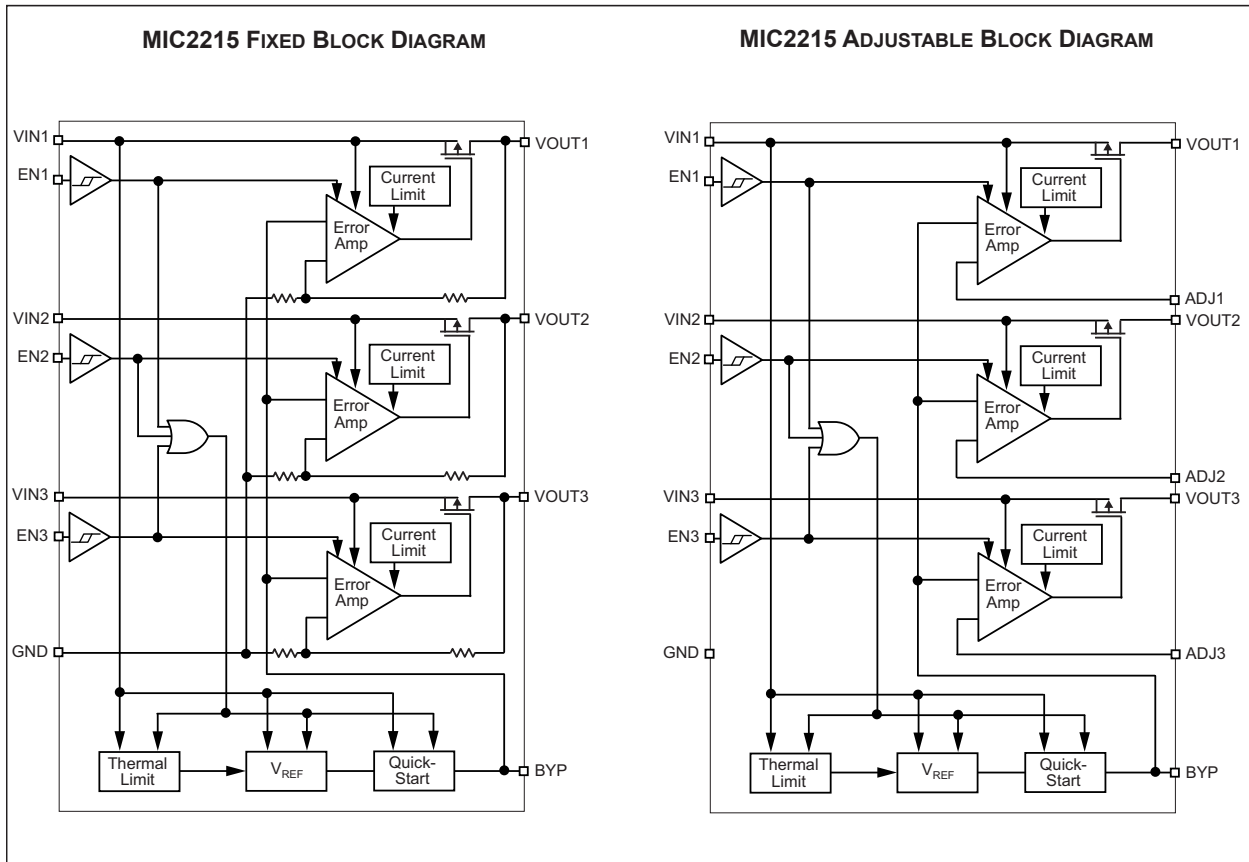 MIC2215 FIXED BLOCK DIAGRAM
VIN1
EN1
VOUT1
Current
Limit
Error
Amp
VIN2
EN2
VOUT2
Current
Limit
Error
Amp
VIN3
EN3
VOUT3
Current
Limit
Error
Amp
GND
Thermal
Limit
VREF
Quick-
Start
BYP
MIC2215 ADJUSTABLE BLOCK DIAGRAM
VIN1
EN1
VOUT1
Current
Limit
Error
Amp
ADJ1
VIN2
EN2
VOUT2
Current
Limit
Error
Amp
ADJ2
VIN3
EN3
VOUT3
Current
Limit
Error
Amp
GND
ADJ3
Thermal
Limit
VREF
Quick-
Start
BYP